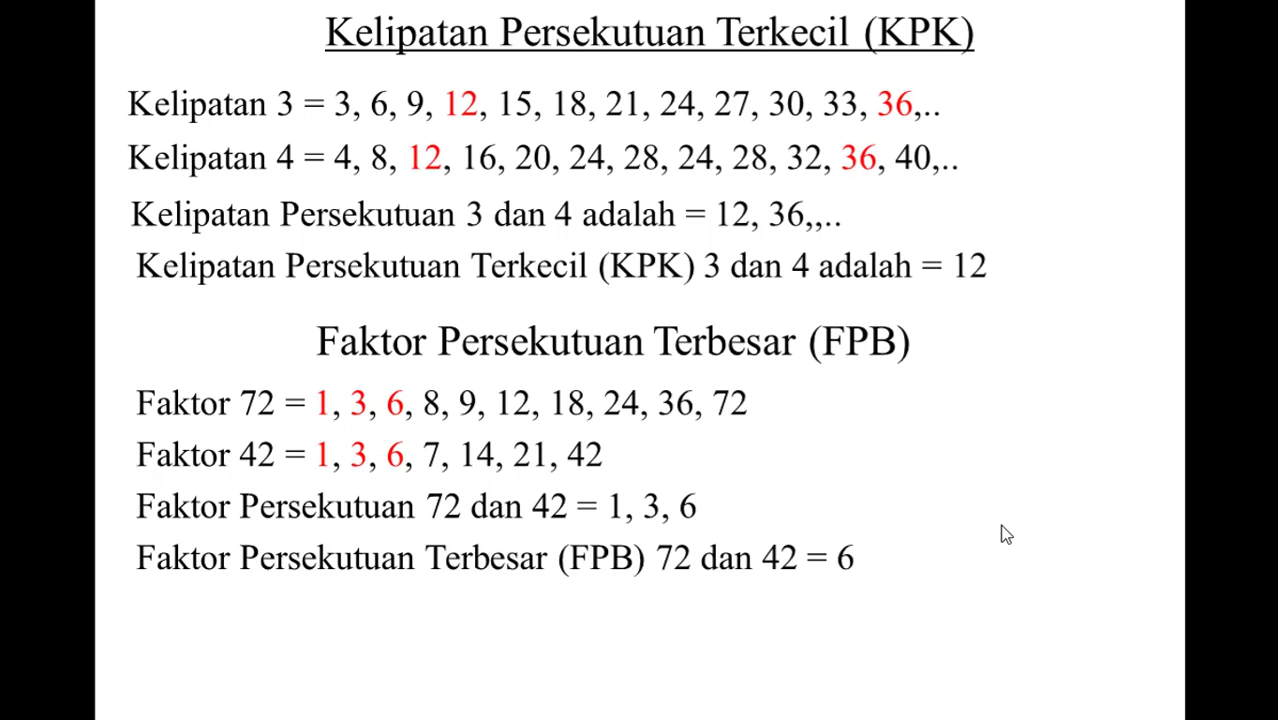 Kelipatan Persekutuan Terkecil (KPK)
Kelipatan 3 = 3, 6, 9, 12, 15, 18, 21, 24, 27, 30, 33, 36,..
Kelipatan 4 = 4, 8, 12, 16, 20, 24, 28, 24, 28, 32, 36, 40,..
Kelipatan Persekutuan 3 dan 4 adalah = 12, 36,,..
Kelipatan Persekutuan Terkecil (KPK) 3 dan 4 adalah = 12
Faktor Persekutuan Terbesar (FPB)
Faktor 72 = 1, 3, 6, 8, 9, 12, 18, 24, 36, 72
Faktor 42 = 1, 3, 6, 7, 14, 21, 42
Faktor Persekutuan 72 dan 42 = 1, 3, 6
Faktor Persekutuan Terbesar (FPB) 72 dan 42 = 6